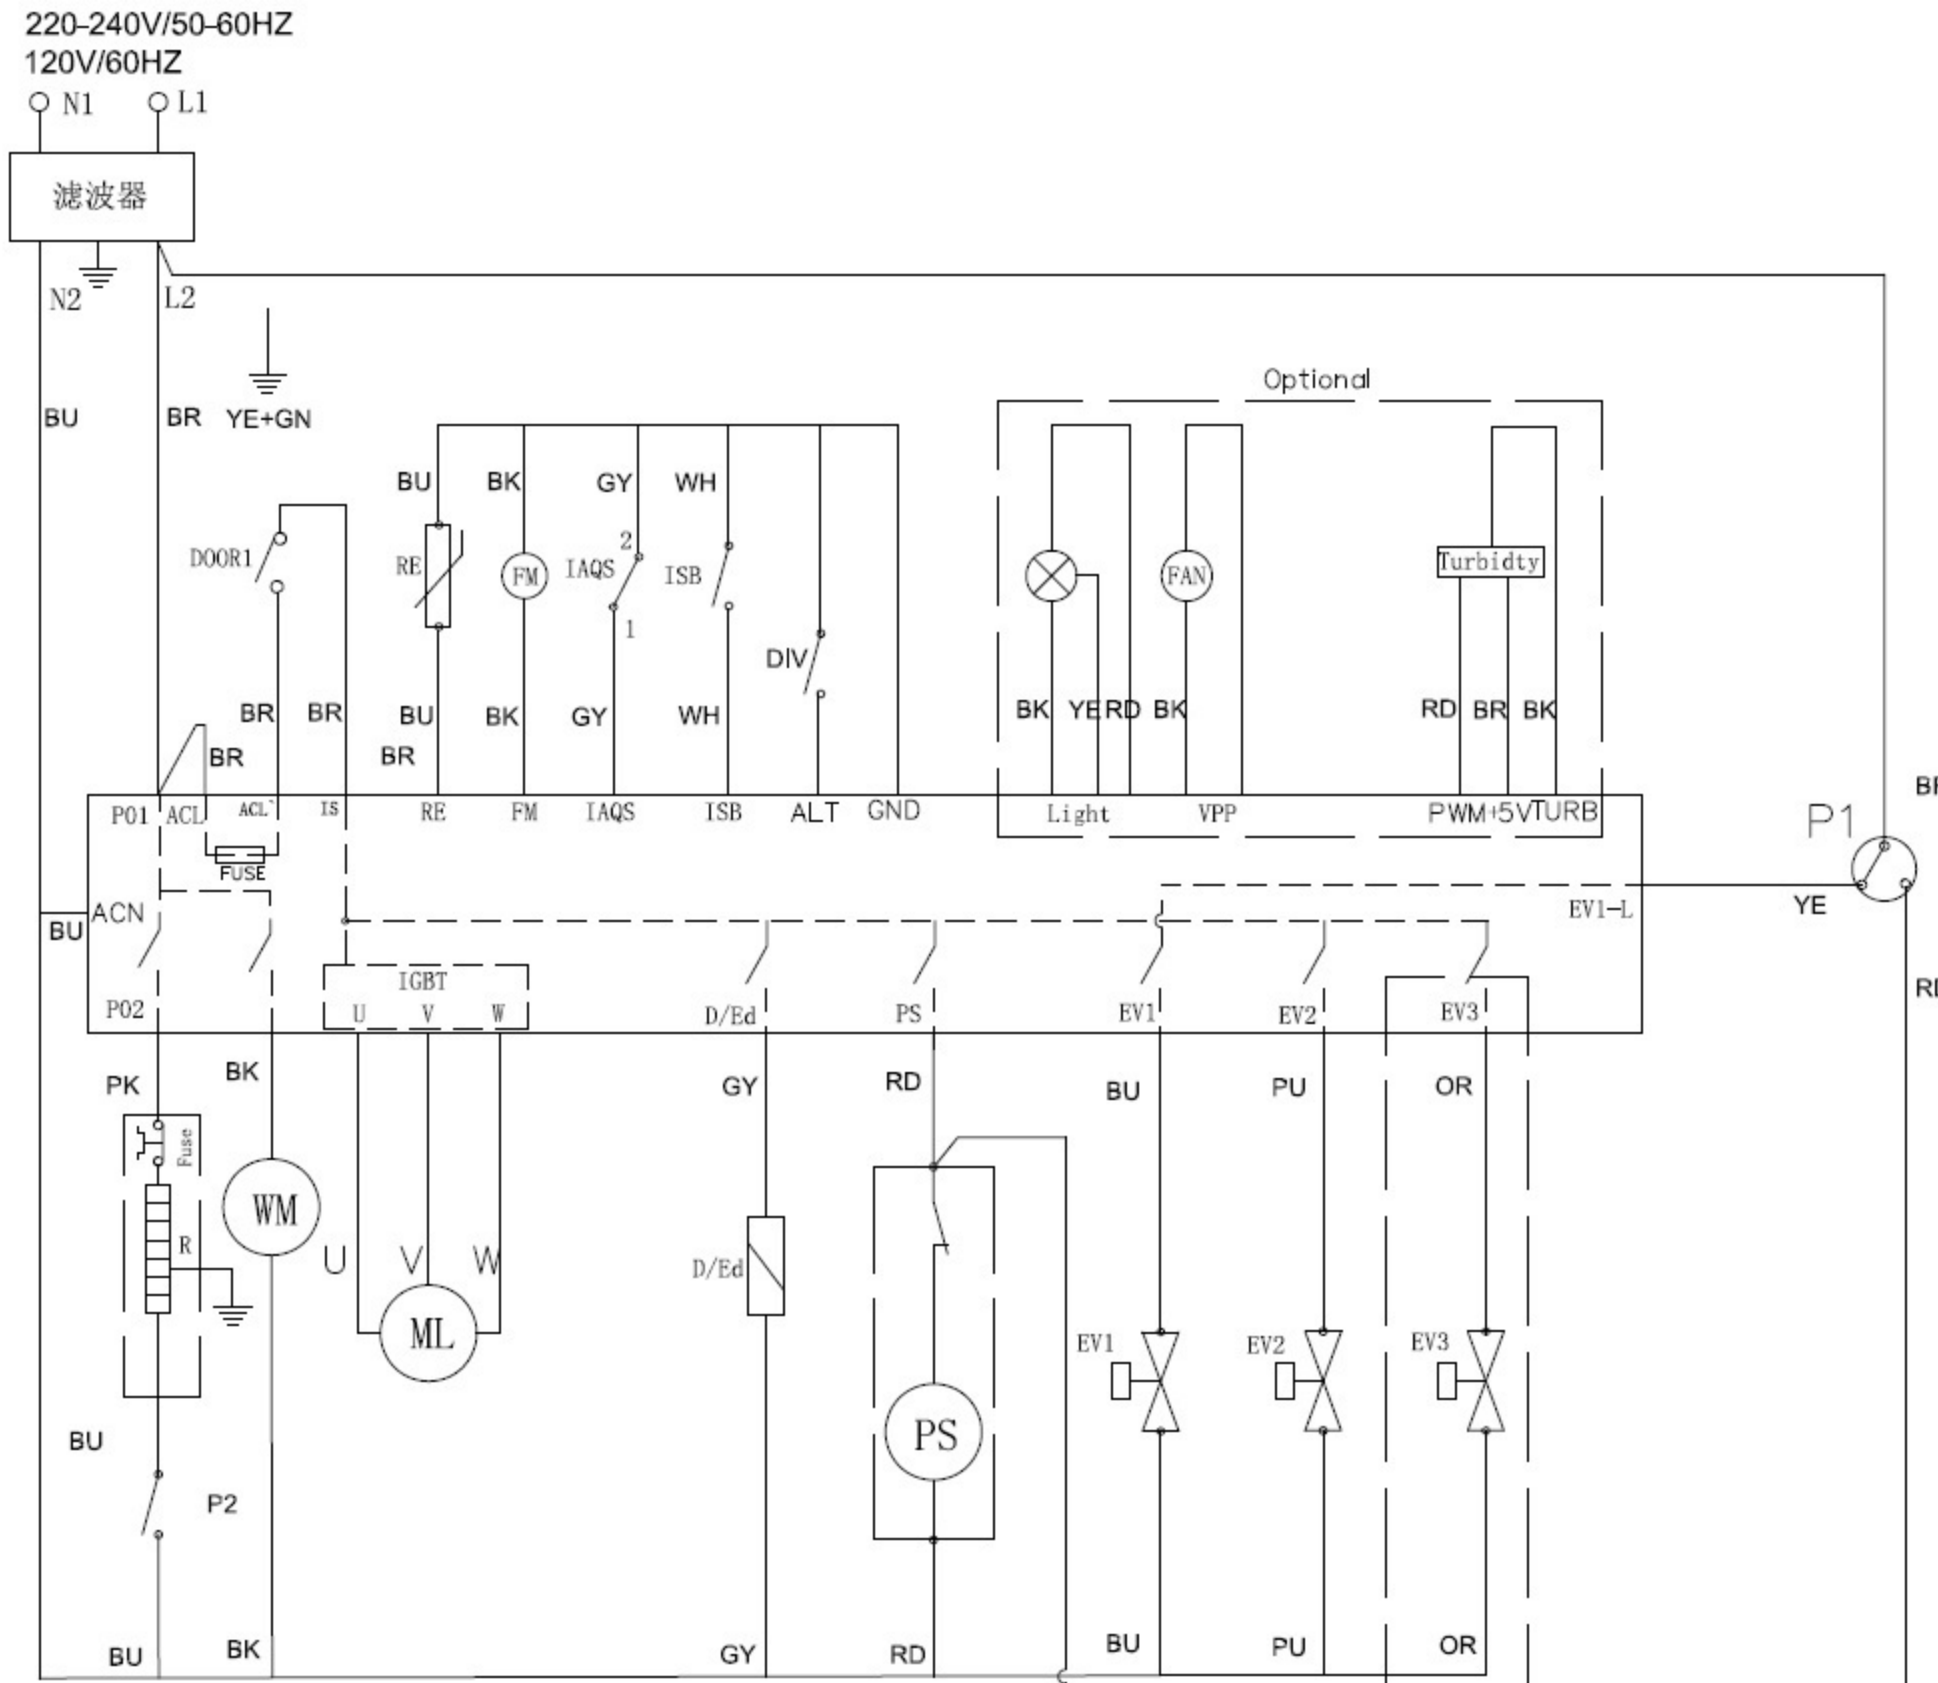 220-240V/50-60HZ
120V/60HZ
N1 L1
滤波器
N2 L2
Optional
BU BR YE+GN
BU BK GY WH
2
DOOR1 RE FM IAQS ISB FAN Turbidty
1
DIV
BR BR BU BK GY WH BK YE RD BK RD BR BK
BR BR
BR
P01 ACL ACL` IS RE FM IAQS ISB ALT GND Light VPP PWM+5VTURB P1
FUSE
ACN EV1-L YE
BU
IGBT RD
P02 U V W D/Ed PS EV1 EV2 EV3
PK BK GY RD BU PU OR
Fuse
WM
R U V W D/Ed
ML EV1 EV2 EV3
BU PS
P2
BU BK GY RD BU PU OR